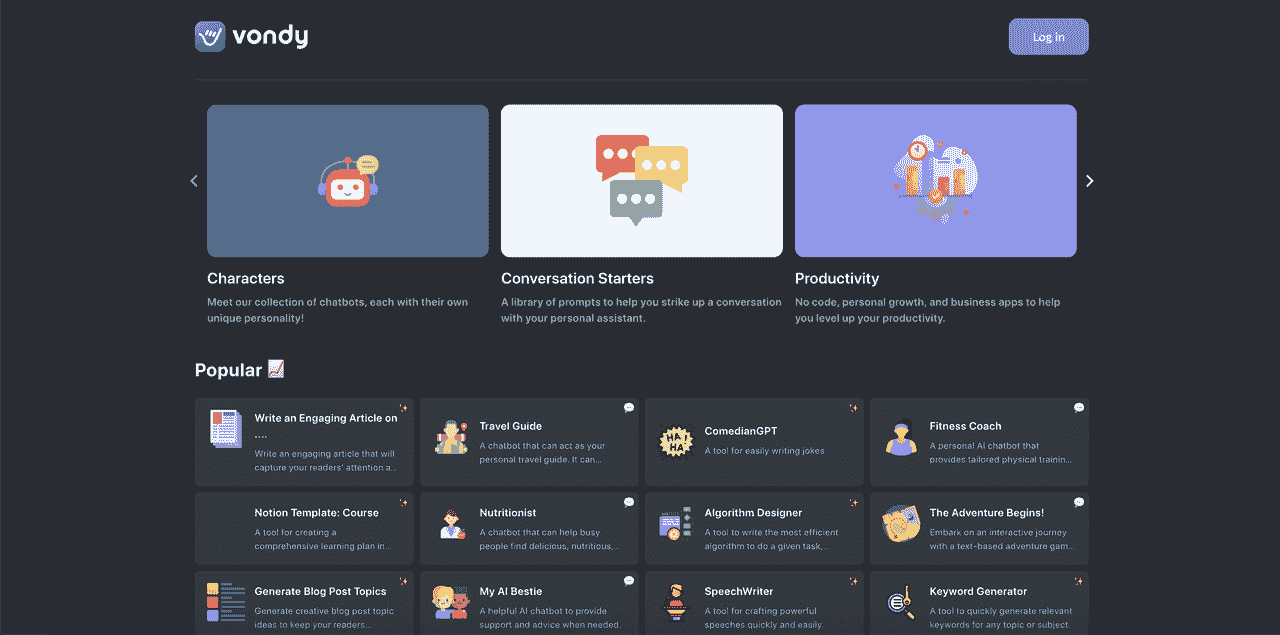 vondy
Log in
Characters
Meet our collection of chatbots, each with their own
unique personality!
Conversation Starters
A library of prompts to help you strike up a conversation
with your personal assistant.
Productivity
No code, personal growth, and business apps to help
you level up your productivity.
Popular
Write an Engaging Article on
....
Write an engaging article that will
capture your readers' attention a...
Travel Guide
A chatbot that can act as your
personal travel guide. It can...
HA!
HA
ComedianGPT
A tool for easily writing jokes
Fitness Coach
A personal AI chatbot that
provides tailored physical trainin...
Notion Template: Course
A tool for creating a
comprehensive learning plan in...
Nutritionist
A chatbot that can help busy
people find delicious, nutritious,...
Algorithm Designer
A tool to write the most efficient
algorithm to do a given task,...
The Adventure Begins!
Embark on an interactive journey
with a text-based adventure gam...
Generate Blog Post Topics
Generate creative blog post topic
ideas to keep your readers...
My AI Bestie
A helpful AI chatbot to provide
support and advice when needed.
SpeechWriter
A tool for crafting powerful
speeches quickly and easily.
Keyword Generator
A tool to quickly generate relevant
keywords for any topic or subject.